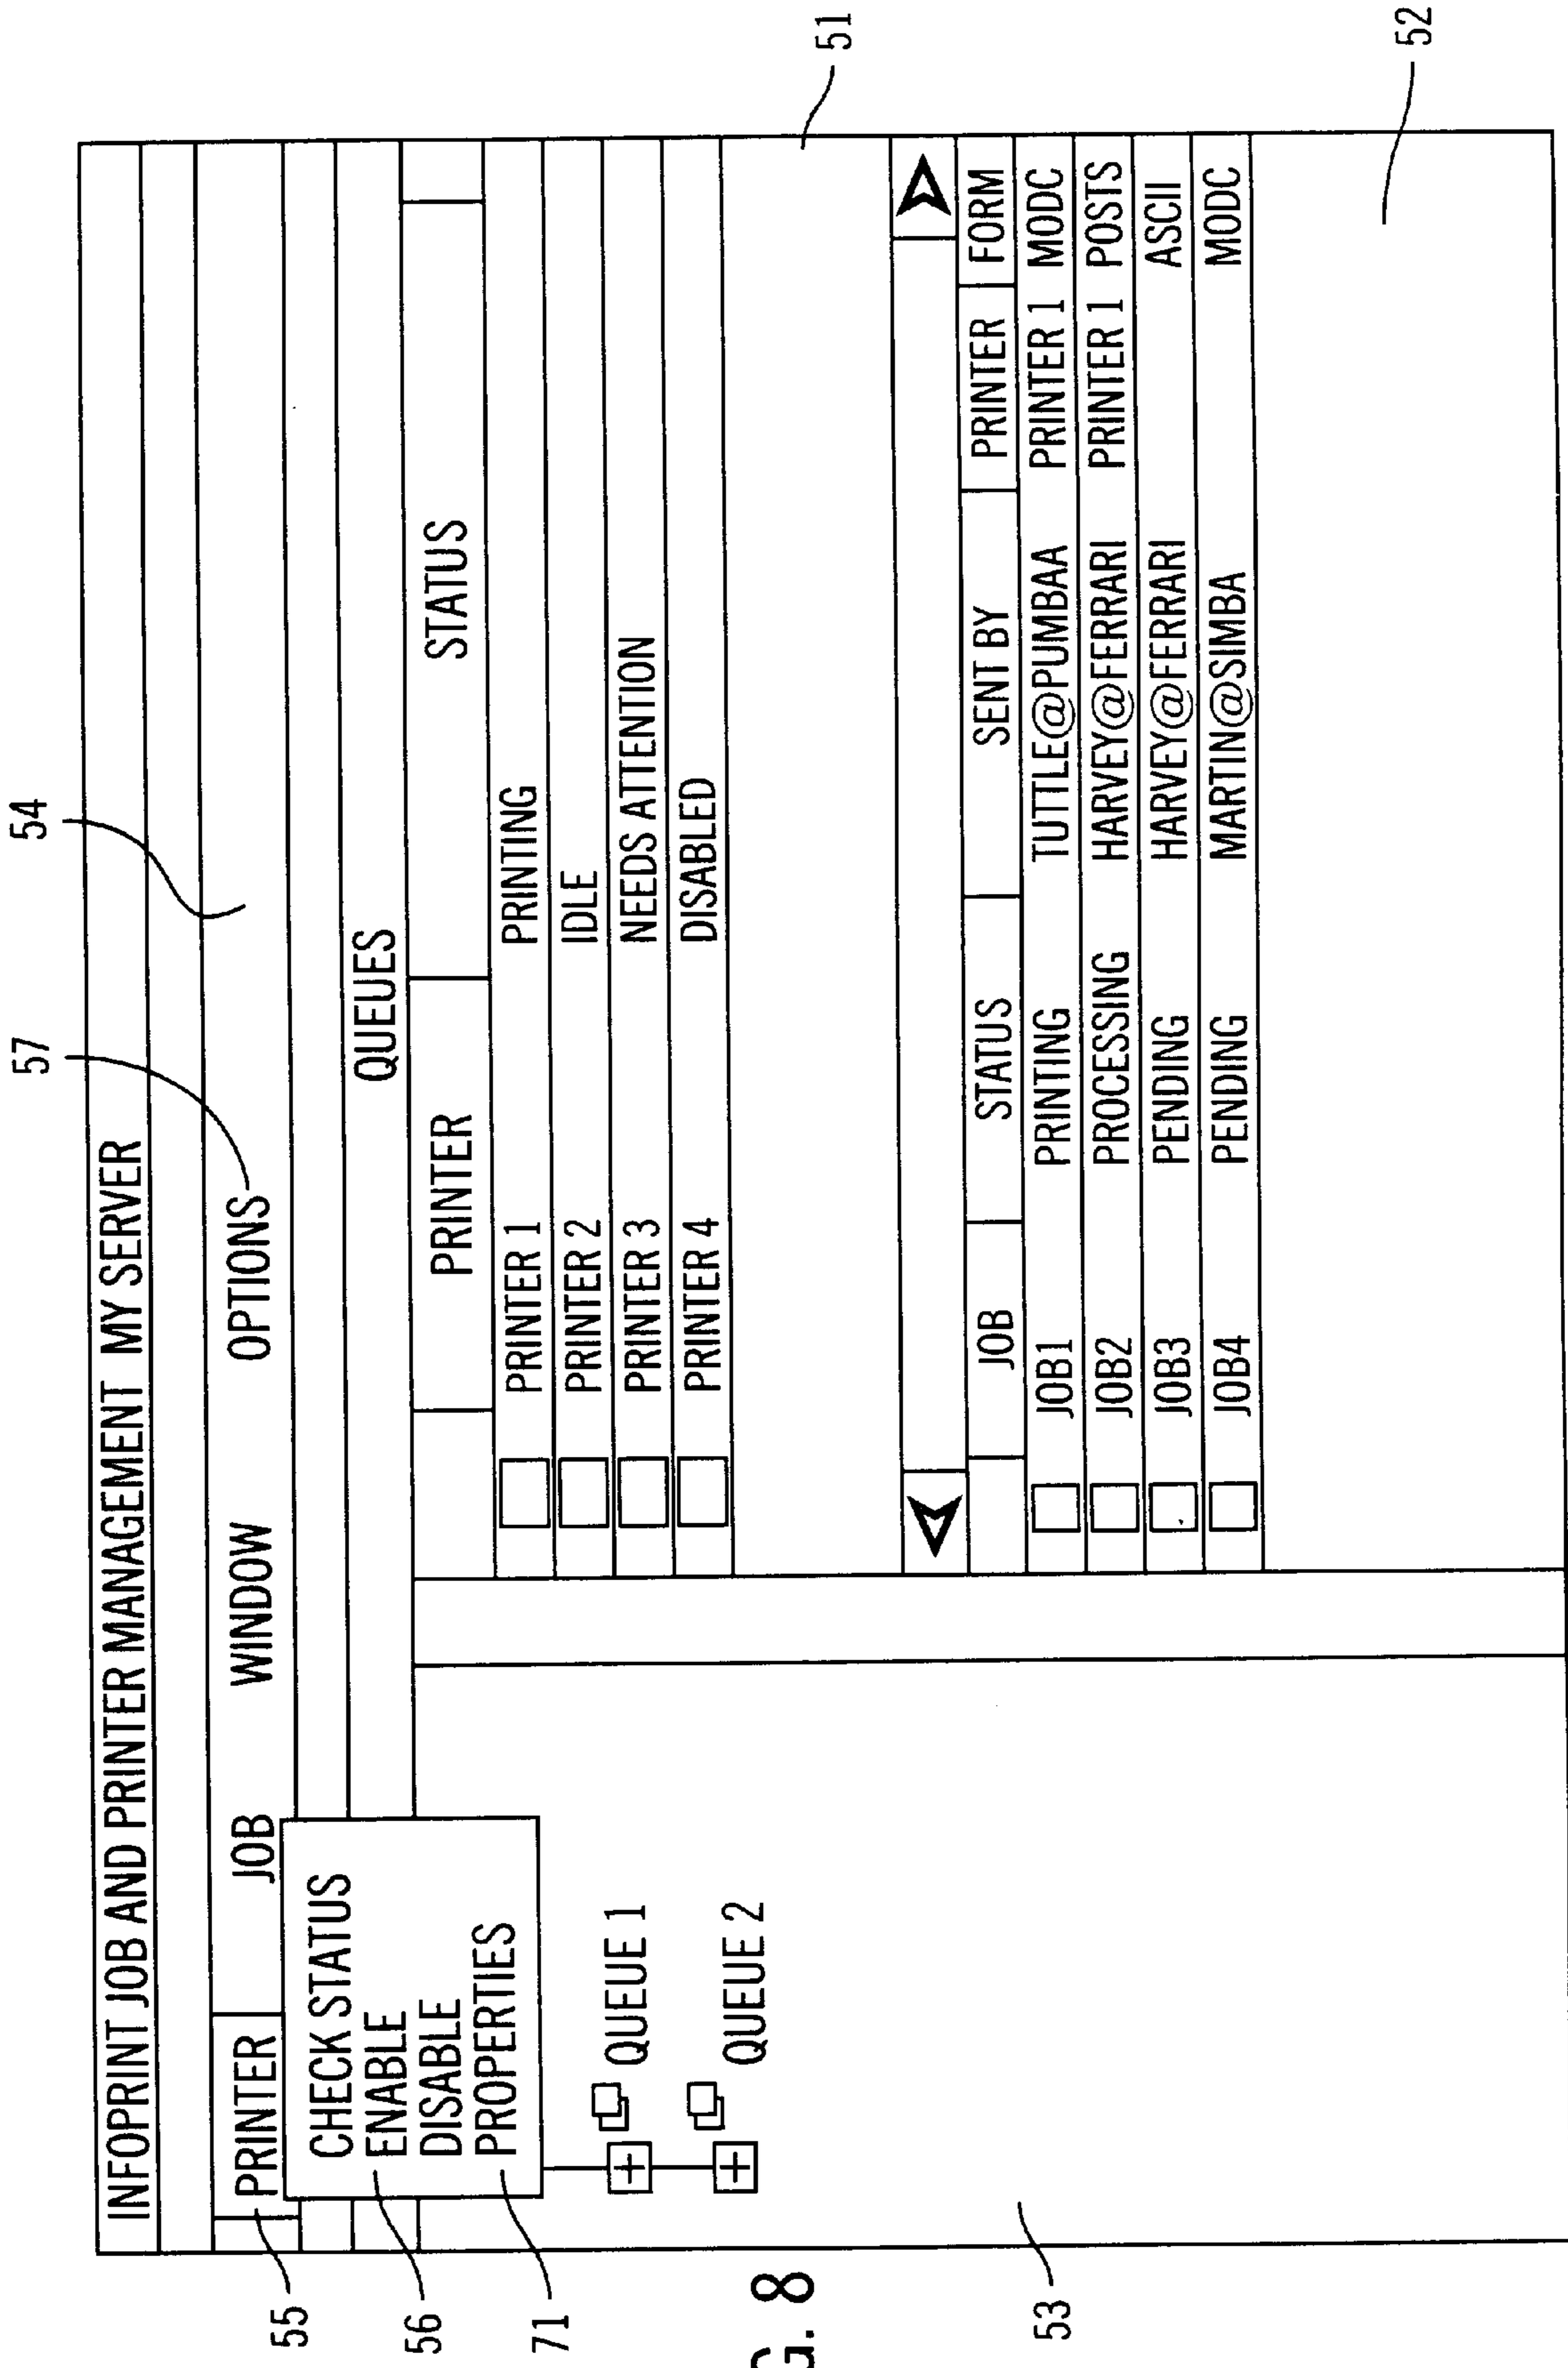 54
57
INFOPRINT JOB AND PRINTER MANAGEMENT MY SERVER
PRINTER JOB WINDOW OPTIONS
QUEUES
CHECK STATUS
ENABLE
DISABLE
PROPERTIES
QUEUE 1
QUEUE 2
PRINTER STATUS
PRINTER 1 PRINTING
PRINTER 2 IDLE
PRINTER 3 NEEDS ATTENTION
PRINTER 4 DISABLED
JOB STATUS SENT BY PRINTER FORM
JOB1 PRINTING TUTTLE@PUMBAA PRINTER 1 MODC
JOB2 PROCESSING HARVEY@FERRARI PRINTER 1 POSTS
JOB3 PENDING HARVEY@FERRARI ASCII
JOB4 PENDING MARTIN@SIMBA MODC
55
56
71
53
51
52
G. 8